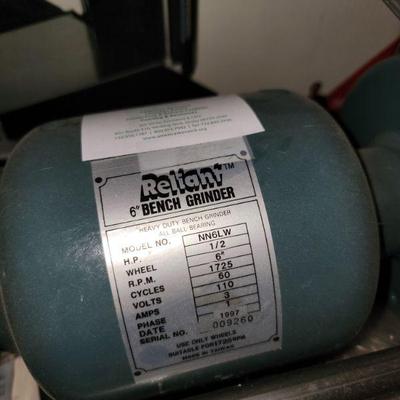 Reliant™
6" BENCH GRINDER
HEAVY DUTY BENCH GRINDER
ALL BALL BEARING
MODEL NO. NN6LW
H.P. 1/2
WHEEL 6"
R.P.M. 1725
CYCLES 60
VOLTS 110
AMPS 3
PHASE 1
DATE 1997
SERIAL NO. 009260
USE ONLY WHEELS
SUITABLE FOR 1725 RPM
MADE IN TAIWAN